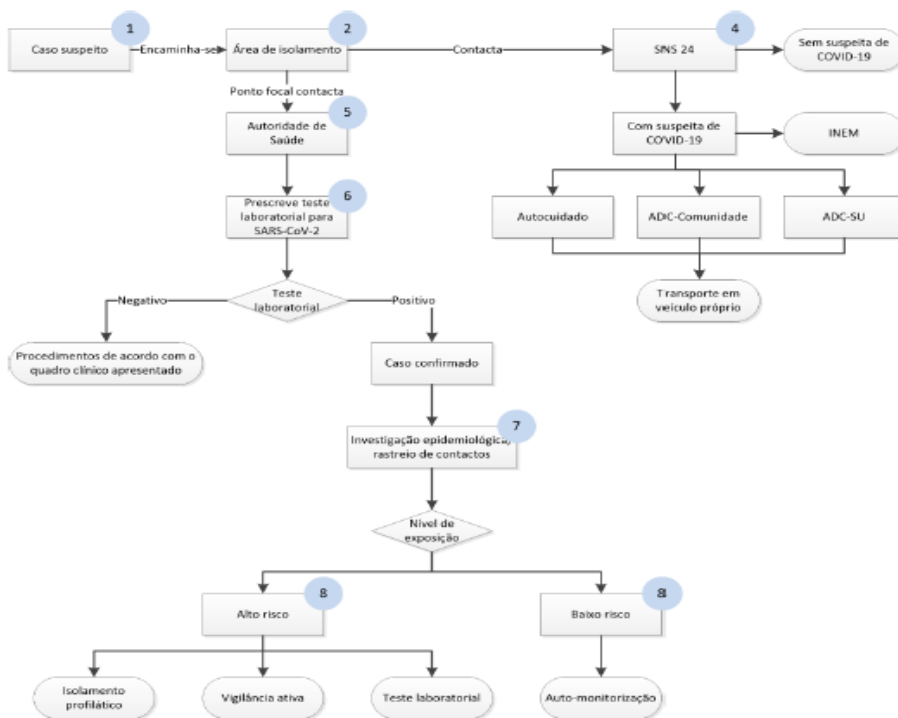 1
2
4
Caso suspeito
Encaminha-se
Área de isolamento
Contacta
SNS 24
Sem suspeita de
COVID-19
Ponto focal contacta
5
Autoridade de
Saúde
Com suspeita de
COVID-19
INEM
6
Prescreve teste
laboratorial para
SARS-CoV-2
Autocuidado
ADC-Comunidade
ADC-SU
Negativo
Teste
laboratorial
Positivo
Transporte em
veículo próprio
Procedimentos de acordo com o
quadro clínico apresentado
Caso confirmado
7
Investigação epidemiológica/
rastreio de contactos
Nível de
exposição
8
8
Alto risco
Baixo risco
Isolamento
profilático
Vigilância ativa
Teste laboratorial
Auto-monitorização